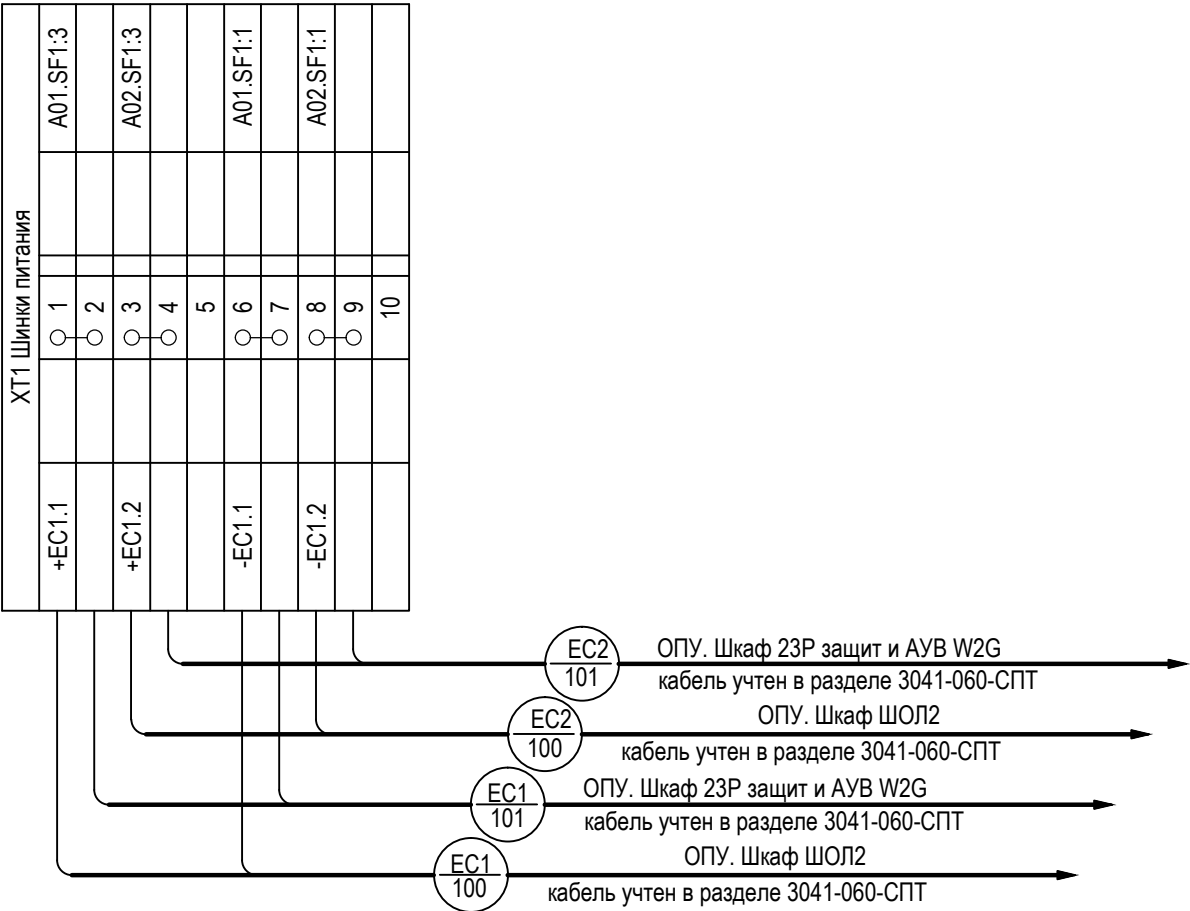 XT1 Шинки питания
A01.SF1:3
A02.SF1:3
A01.SF1:1
A02.SF1:1
1
2
3
4
5
6
7
8
9
10
+EC1.1
+EC1.2
-EC1.1
-EC1.2
EC2
101
ОПУ. Шкаф 23Р защит и АУВ W2G
кабель учтен в разделе 3041-060-СПТ
EC2
100
ОПУ. Шкаф ШОЛ2
кабель учтен в разделе 3041-060-СПТ
EC1
101
ОПУ. Шкаф 23Р защит и АУВ W2G
кабель учтен в разделе 3041-060-СПТ
EC1
100
ОПУ. Шкаф ШОЛ2
кабель учтен в разделе 3041-060-СПТ